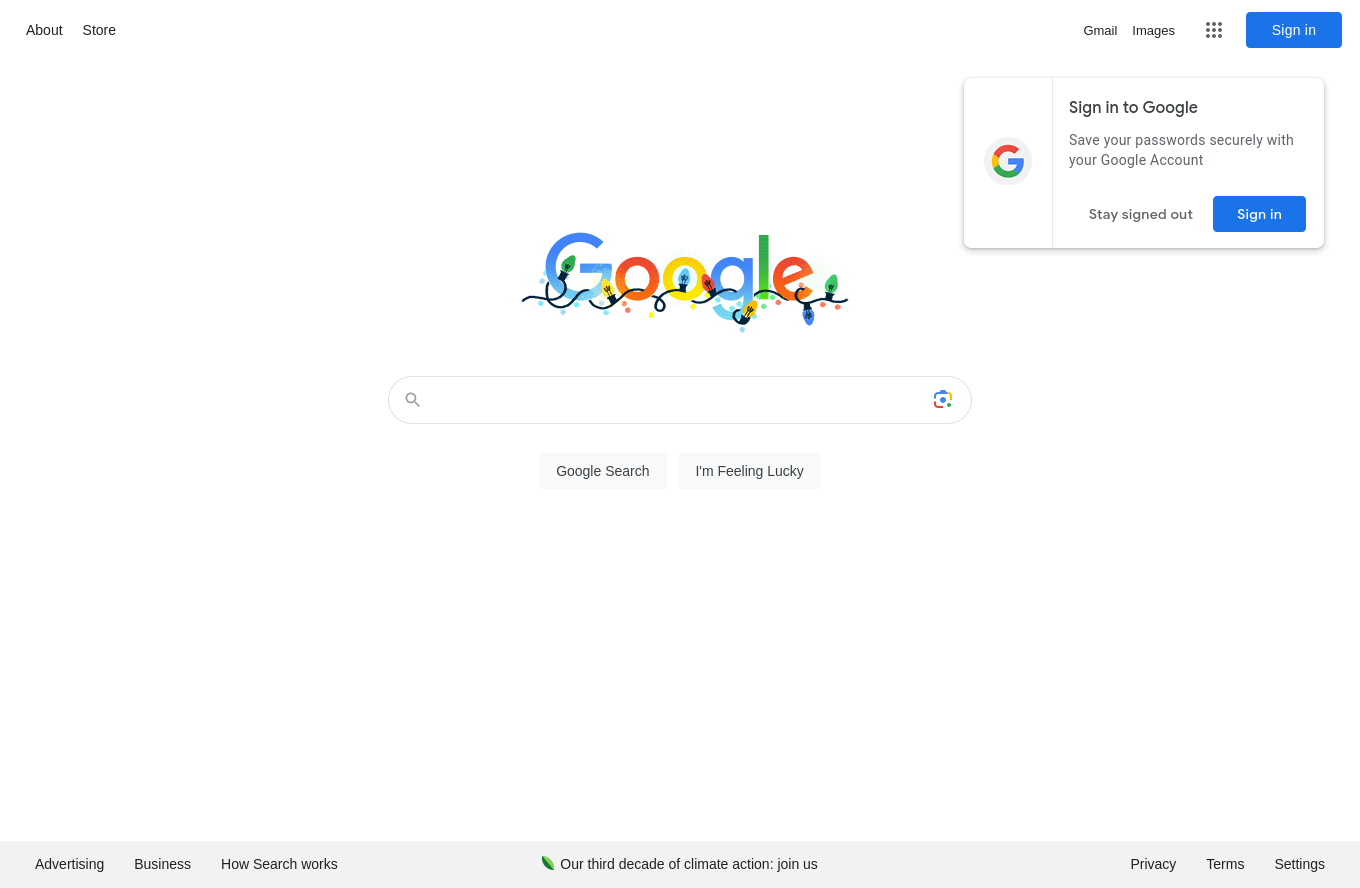 About
Store
Gmail
Images
Sign in
Sign in to Google
Save your passwords securely with
your Google Account
Stay signed out
Sign in
Google
Google Search
I'm Feeling Lucky
Advertising
Business
How Search works
Our third decade of climate action: join us
Privacy
Terms
Settings